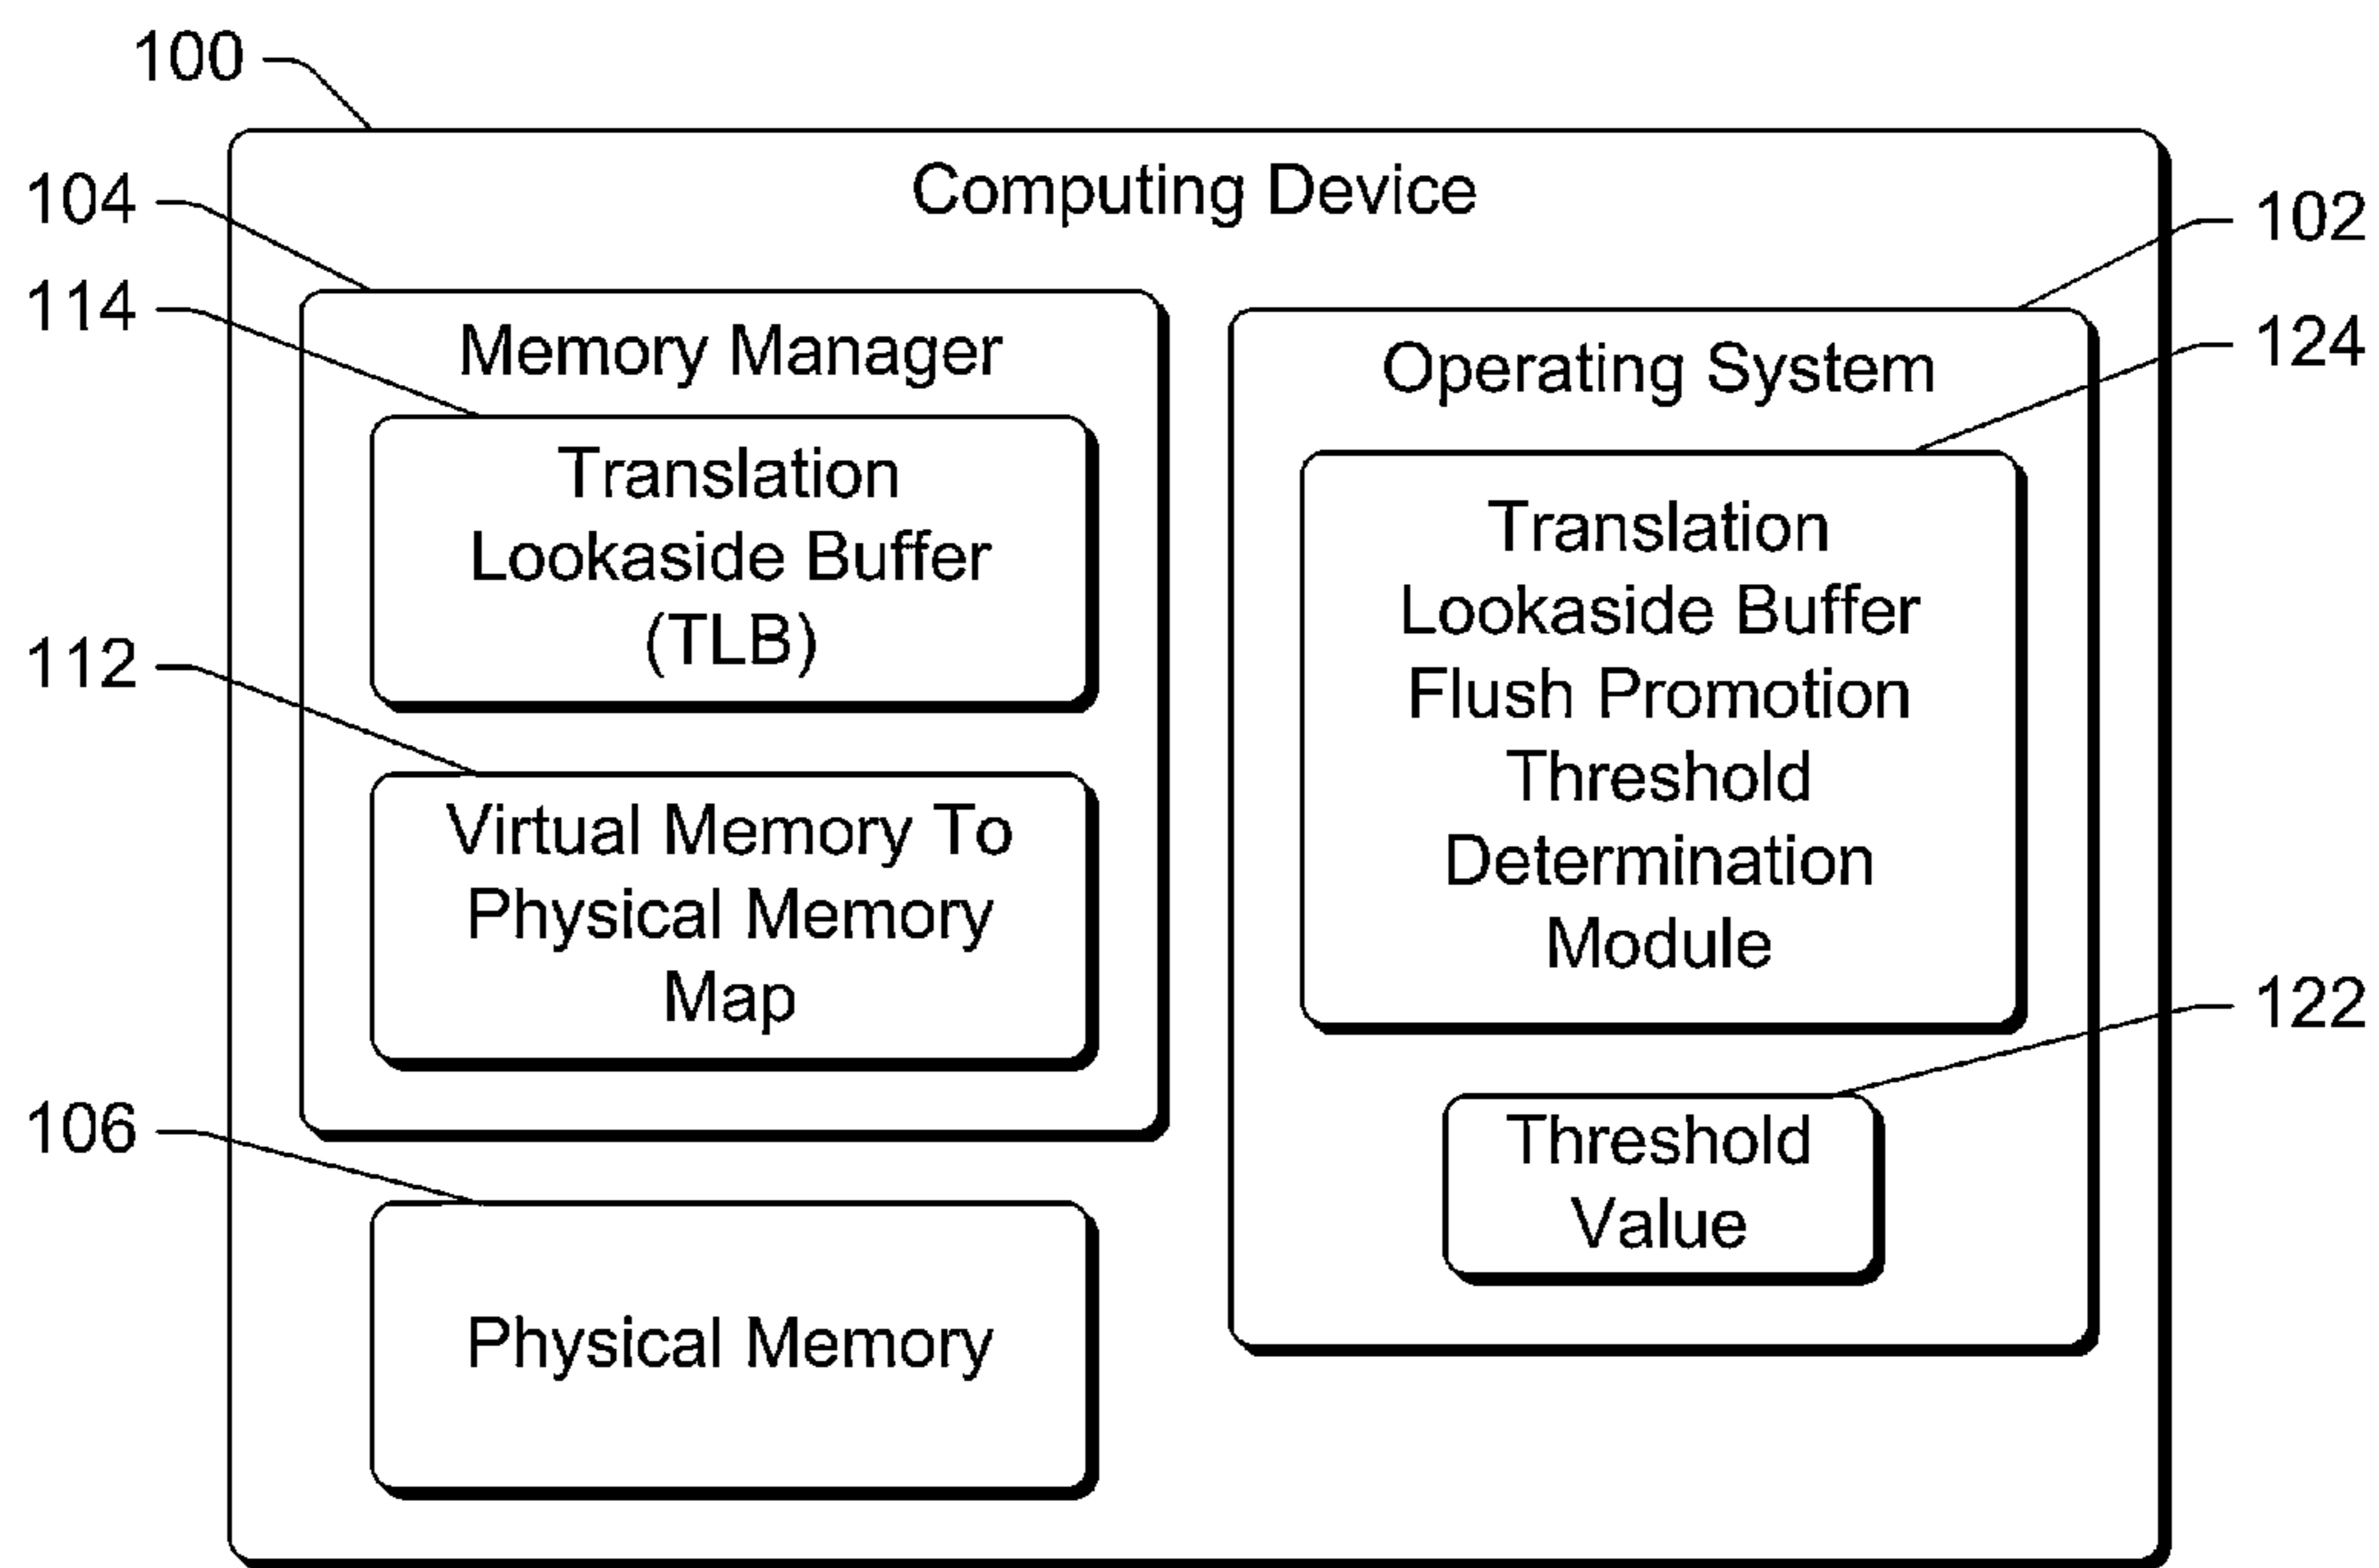 100
Computing Device
104
102
114
Memory Manager
Operating System
124
Translation
Lookaside Buffer
(TLB)
Translation
Lookaside Buffer
Flush Promotion
Threshold
Determination
Module
112
Virtual Memory To
Physical Memory
Map
122
106
Threshold
Value
Physical Memory